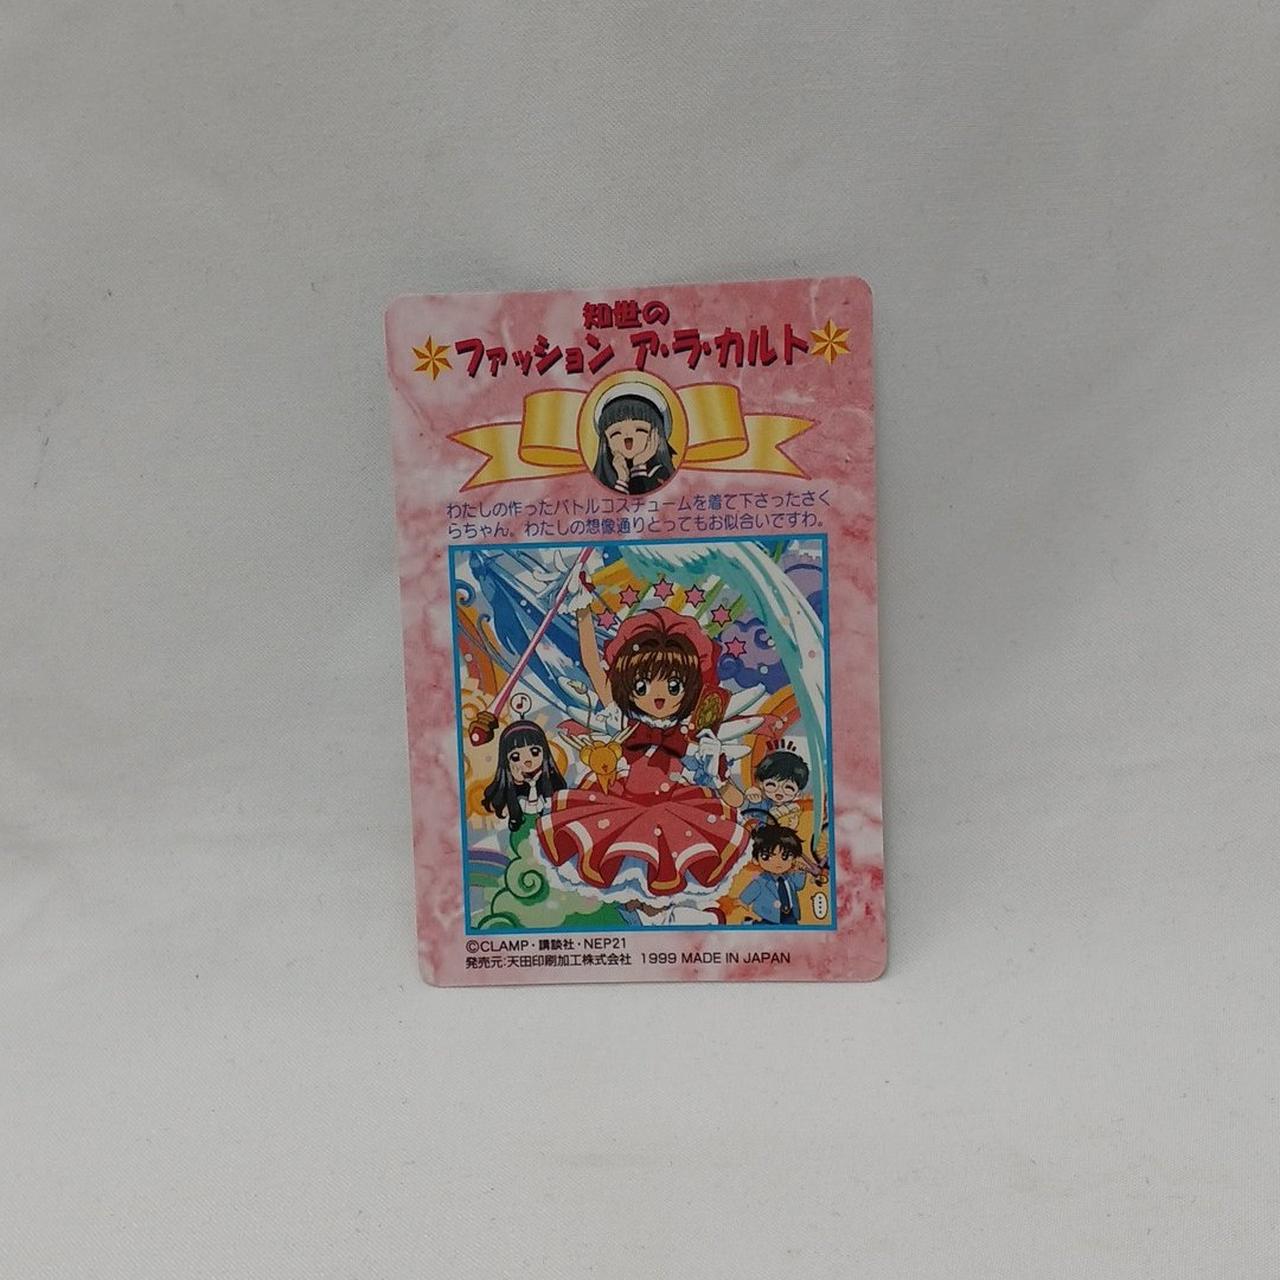 知世の
ファッション ア・ラ・カルト
わたしの作ったバトルコスチュームを着て下さったさく
らちゃん。わたしの想像通りとってもお似合いですわ。
©CLAMP・講談社・NEP21
発売元:天田印刷加工株式会社 1999 MADE IN JAPAN